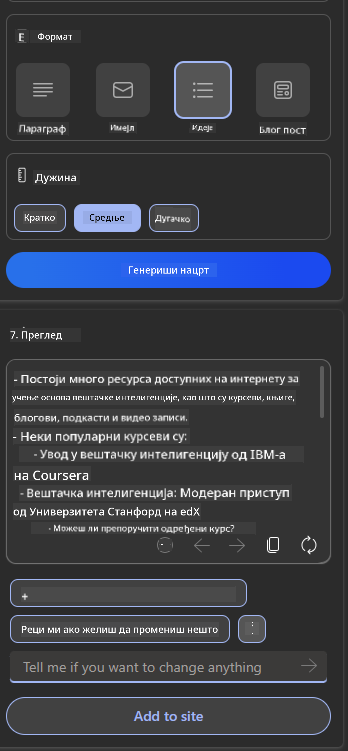 Формат
Параграф
Имејл
Идеје
Блог пост
Дужина
Кратко
Средње
Дугачко
Генериши нацрт
7. Преглед
- Постоји много ресурса доступних на интернету за
учење основа вештачке интелигенције, као што су курсеви, књиге,
блогови, подкасти и видео записи.
- Неки популарни курсеви су:
- Увод у вештачку интелигенцију од IBM-а
на Coursera
- Вештачка интелигенција: Модеран приступ
од Универзитета Станфорд на edX
- Можеш ли препоручити одређени курс?
+
Реци ми ако желиш да промениш нешто
Tell me if you want to change anything
Add to site